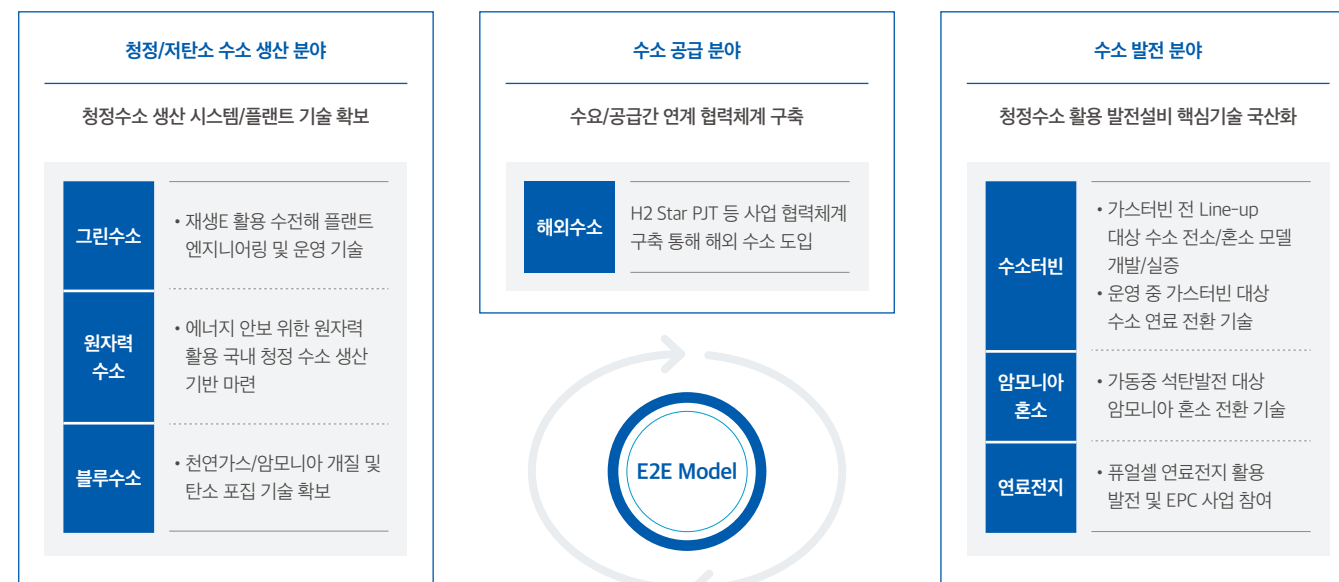 청정/저탄소 수소 생산 분야
청정수소 생산 시스템/플랜트 기술 확보
그린수소
• 재생E 활용 수전해 플랜트
엔지니어링 및 운영 기술
원자력
수소
• 에너지 안보 위한 원자력
활용 국내 청정 수소 생산
기반 마련
블루수소
• 천연가스/암모니아 개질 및
탄소 포집 기술 확보
수소 공급 분야
수요/공급간 연계 협력체계 구축
해외수소
H2 Star PJT 등 사업 협력체계
구축 통해 해외 수소 도입
E2E Model
수소 발전 분야
청정수소 활용 발전설비 핵심기술 국산화
수소터빈
• 가스터빈 전 Line-up
대상 수소 전소/혼소 모델
개발/실증
• 운영 중 가스터빈 대상
수소 연료 전환 기술
암모니아
혼소
• 가동중 석탄발전 대상
암모니아 혼소 전환 기술
연료전지
• 퓨얼셀 연료전지 활용
발전 및 EPC 사업 참여